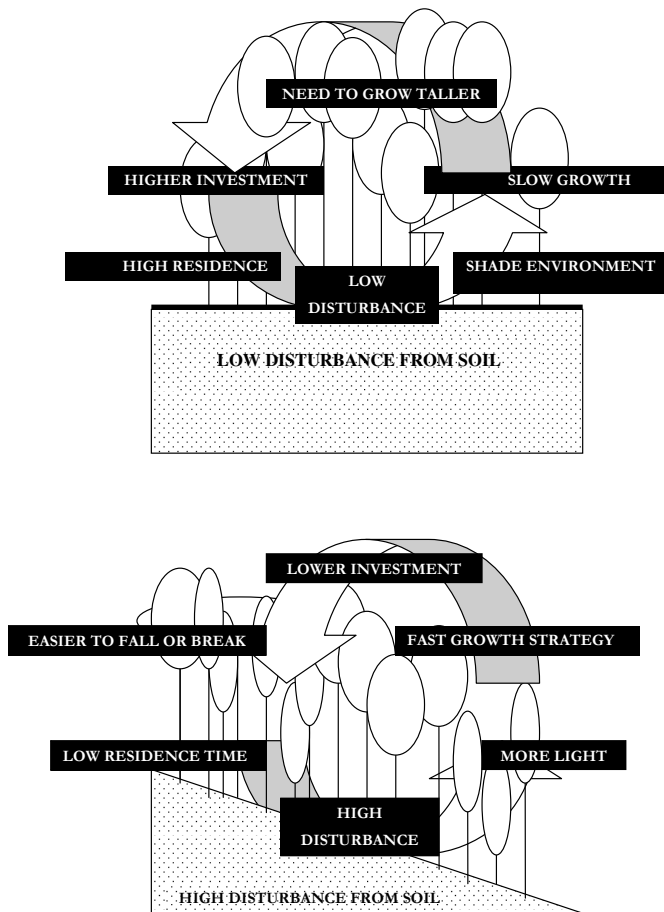 NEED TO GROW TALLER
HIGHER INVESTMENT
SLOW GROWTH
HIGH RESIDENCE
LOW
DISTURBANCE
SHADE ENVIRONMENT
LOW DISTURBANCE FROM SOIL
LOWER INVESTMENT
EASIER TO FALL OR BREAK
FAST GROWTH STRATEGY
LOW RESIDENCE TIME
MORE LIGHT
HIGH
DISTURBANCE
HIGH DISTURBANCE FROM SOIL